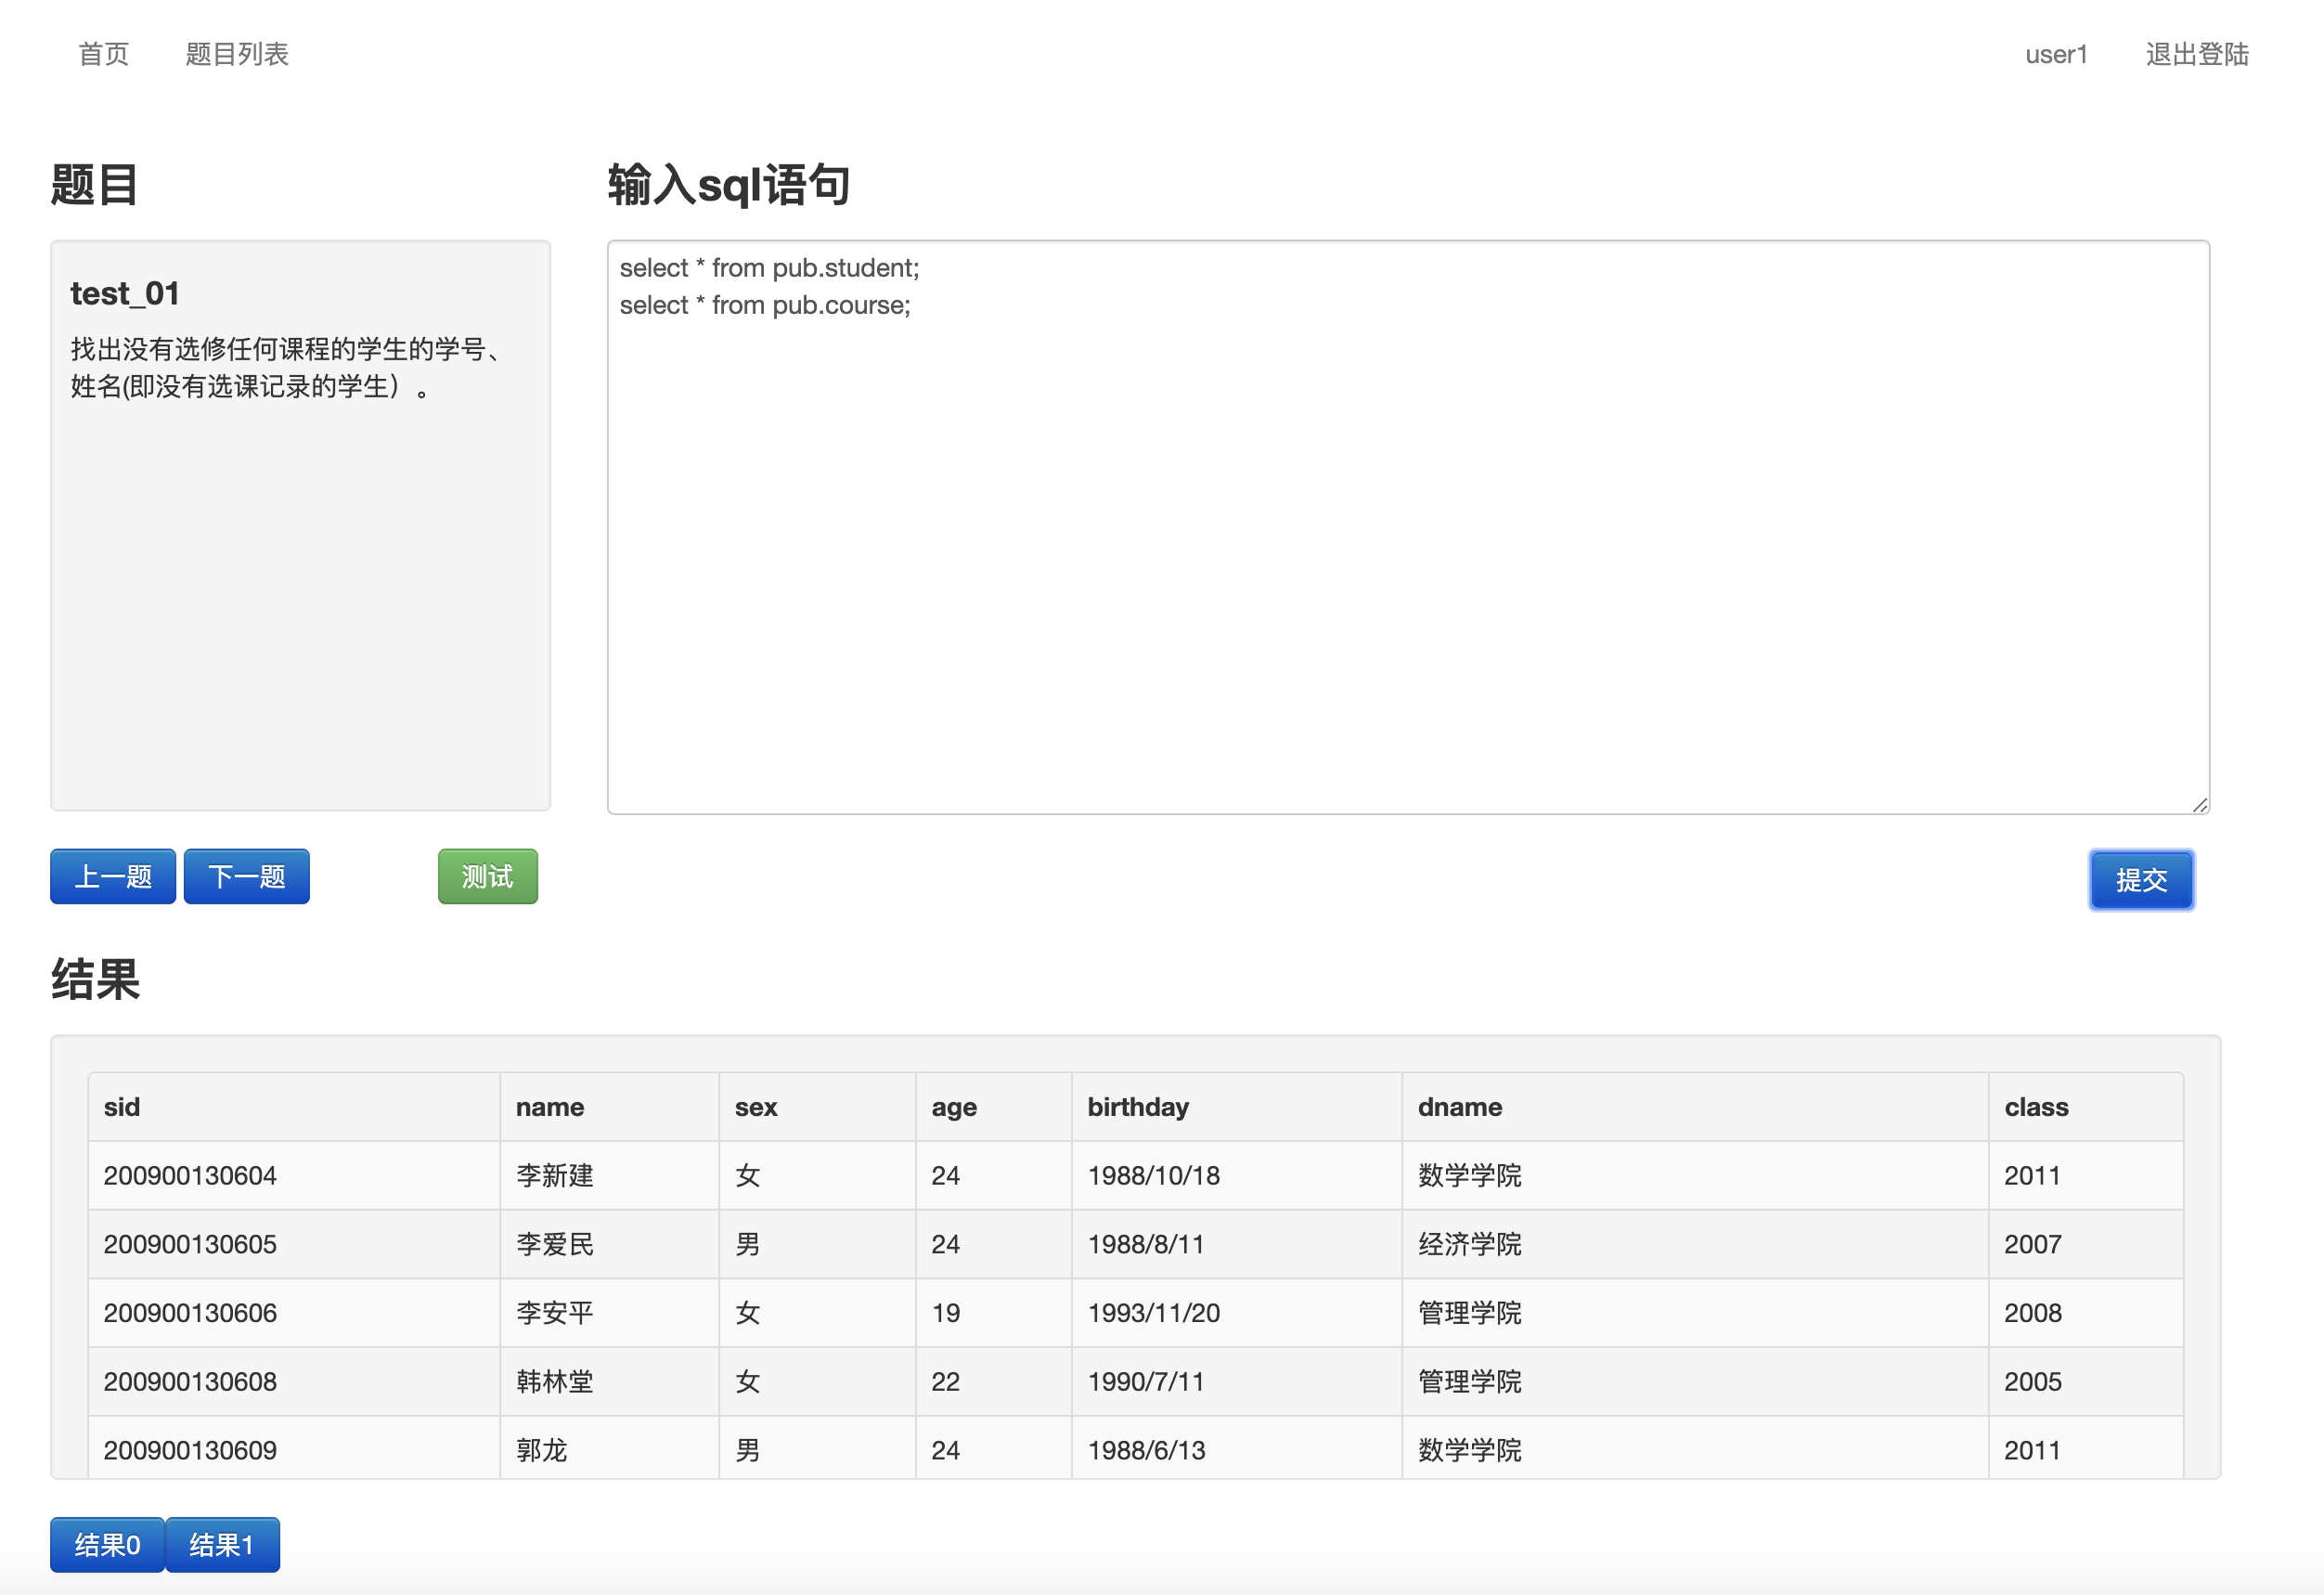 首页 题目列表 user1 退出登陆
题目
输入sql语句
test_01
找出没有选修任何课程的学生的学号、
姓名(即没有选课记录的学生）。
select * from pub.student;
select * from pub.course;
上一题 下一题 测试 提交
结果
sid name sex age birthday dname class
200900130604 李新建 女 24 1988/10/18 数学学院 2011
200900130605 李爱民 男 24 1988/8/11 经济学院 2007
200900130606 李安平 女 19 1993/11/20 管理学院 2008
200900130608 韩林堂 女 22 1990/7/11 管理学院 2005
200900130609 郭龙 男 24 1988/6/13 数学学院 2011
结果0 结果1